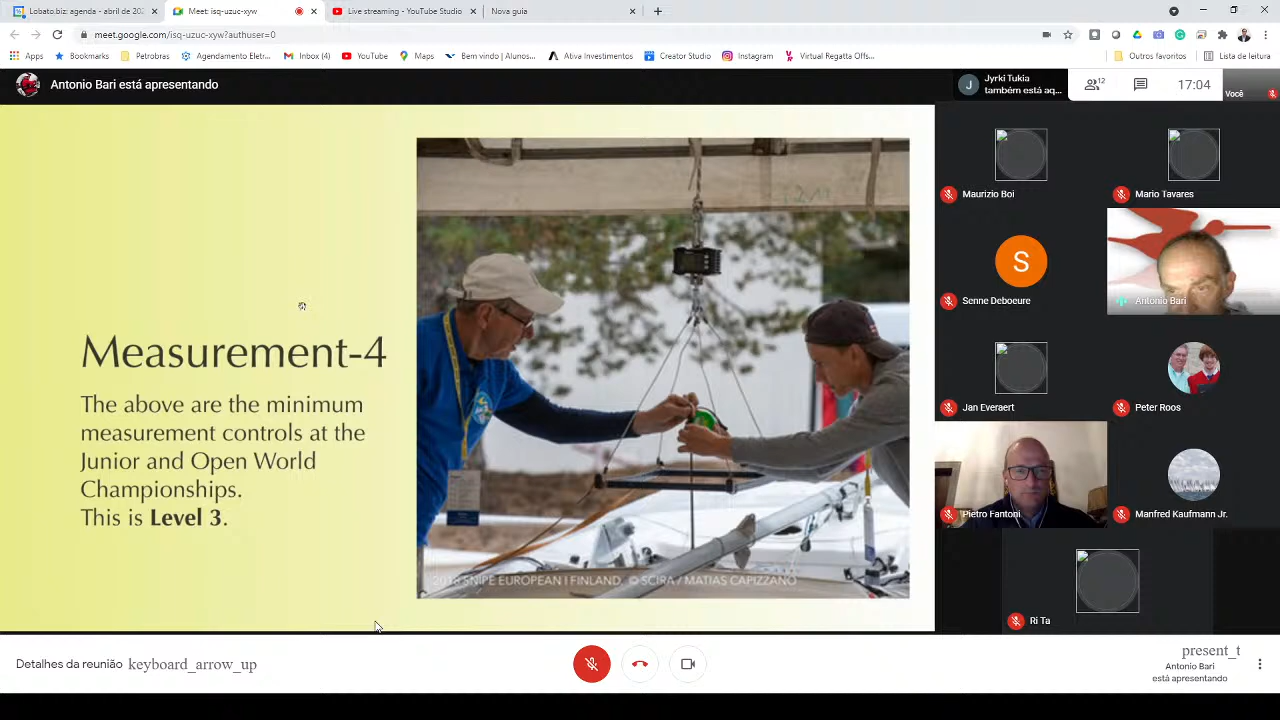 Lobato.biz: agenda - abril de 202
Meet: isq-uzuc-xyw
Live streaming - YouTube Studio
Nova guia
meet.google.com/isq-uzuc-xyw?authuser=0
Apps
Bookmarks
Petrobras
Agendamento Eletr...
Inbox (4)
YouTube
Maps
Bem vindo | Alunos...
Ativa Investimentos
Creator Studio
Instagram
Virtual Regatta Offs...
Outros favoritos
Lista de leitura
Antonio Bari está apresentando
J
Jyrki Tukia
também está aq...
12
17:04
Você
Maurizio Boi
Mario Tavares
S
Senne Deboeure
Antonio Bari
Jan Everaert
Peter Roos
Pietro Fantoni
Manfred Kaufmann Jr.
Ri Ta
Measurement-4
The above are the minimum
measurement controls at the
Junior and Open World
Championships.
This is Level 3.
2018 SNIPE EUROPEAN I FINLAND. © SCIRA / MATIAS CAPIZZANO
Detalhes da reunião keyboard_arrow_up
present_t
Antonio Bari
está apresentando